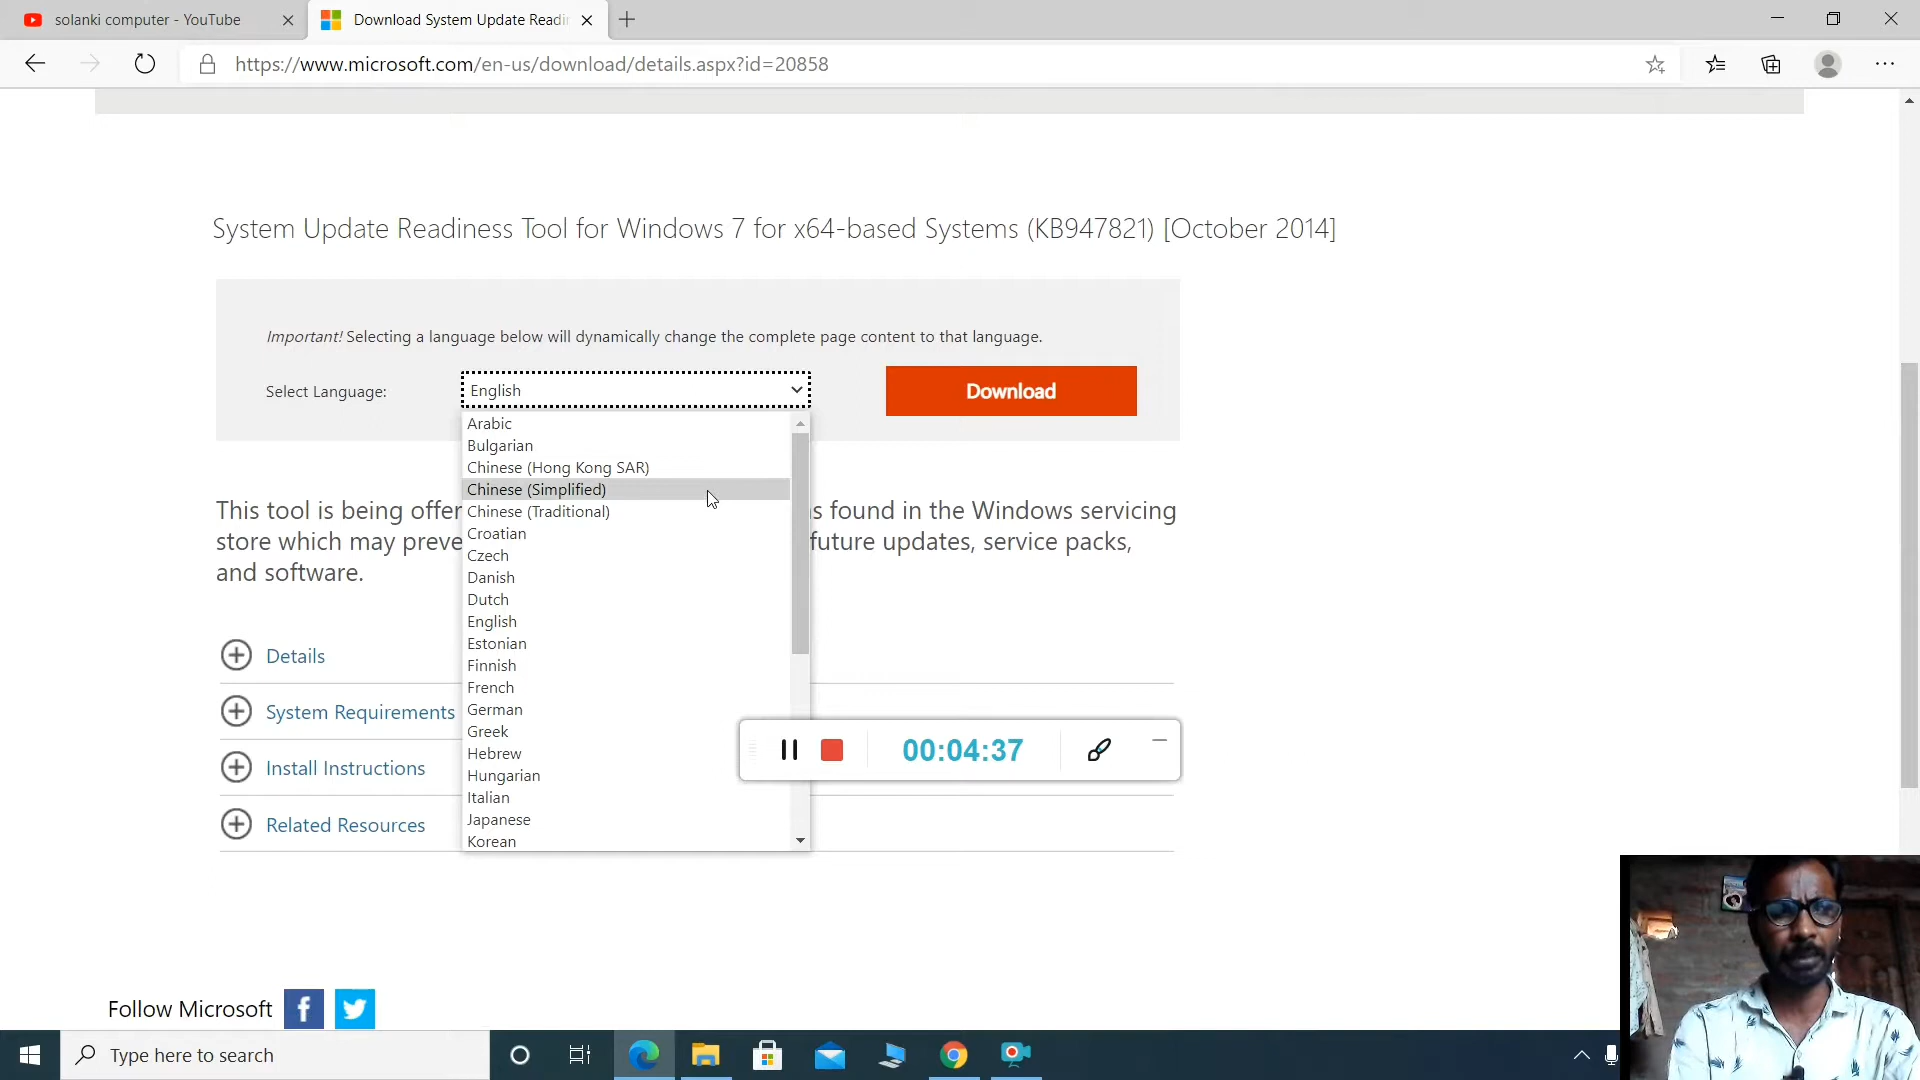 solanki computer - YouTube
Download System Update Readi
https://www.microsoft.com/en-us/download/details.aspx?id=20858
System Update Readiness Tool for Windows 7 for x64-based Systems (KB947821) [October 2014]
Important! Selecting a language below will dynamically change the complete page content to that language.
Select Language:
English
Download
Arabic
Bulgarian
Chinese (Hong Kong SAR)
Chinese (Simplified)
Chinese (Traditional)
Croatian
Czech
Danish
Dutch
English
Estonian
Finnish
French
German
Greek
Hebrew
Hungarian
Italian
Japanese
Korean
This tool is being offer s found in the Windows servicing
store which may preve future updates, service packs,
and software.
Details
System Requirements
Install Instructions
Related Resources
00:04:37
Follow Microsoft
Type here to search